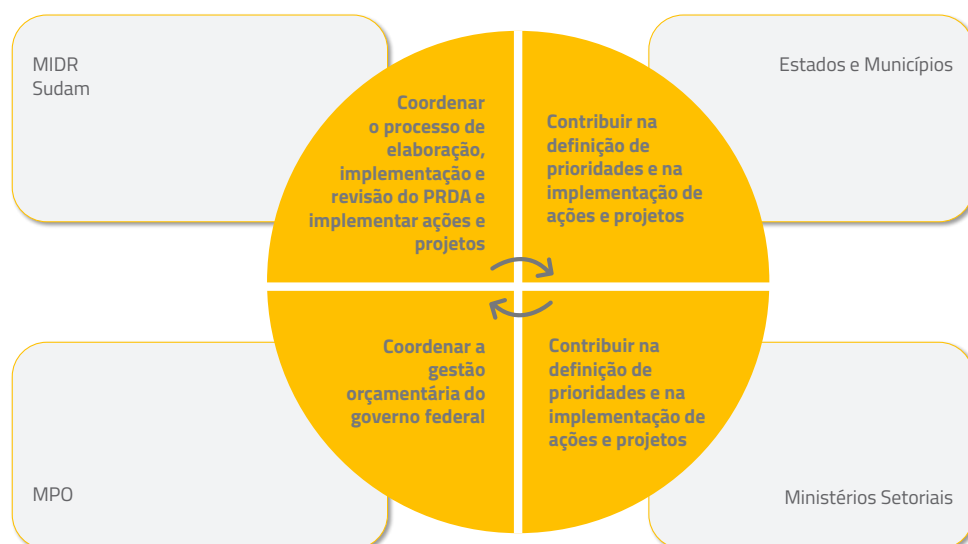 MIDR
Sudam
Coordenar
o processo de
elaboração,
implementação e
revisão do PRDA e
implementar ações e
projetos
Estados e Municípios
Contribuir na
definição de
prioridades e na
implementação de
ações e projetos
Coordenar a
gestão
orçamentária do
governo federal
MPO
Contribuir na
definição de
prioridades e na
implementação de
ações e projetos
Ministérios Setoriais